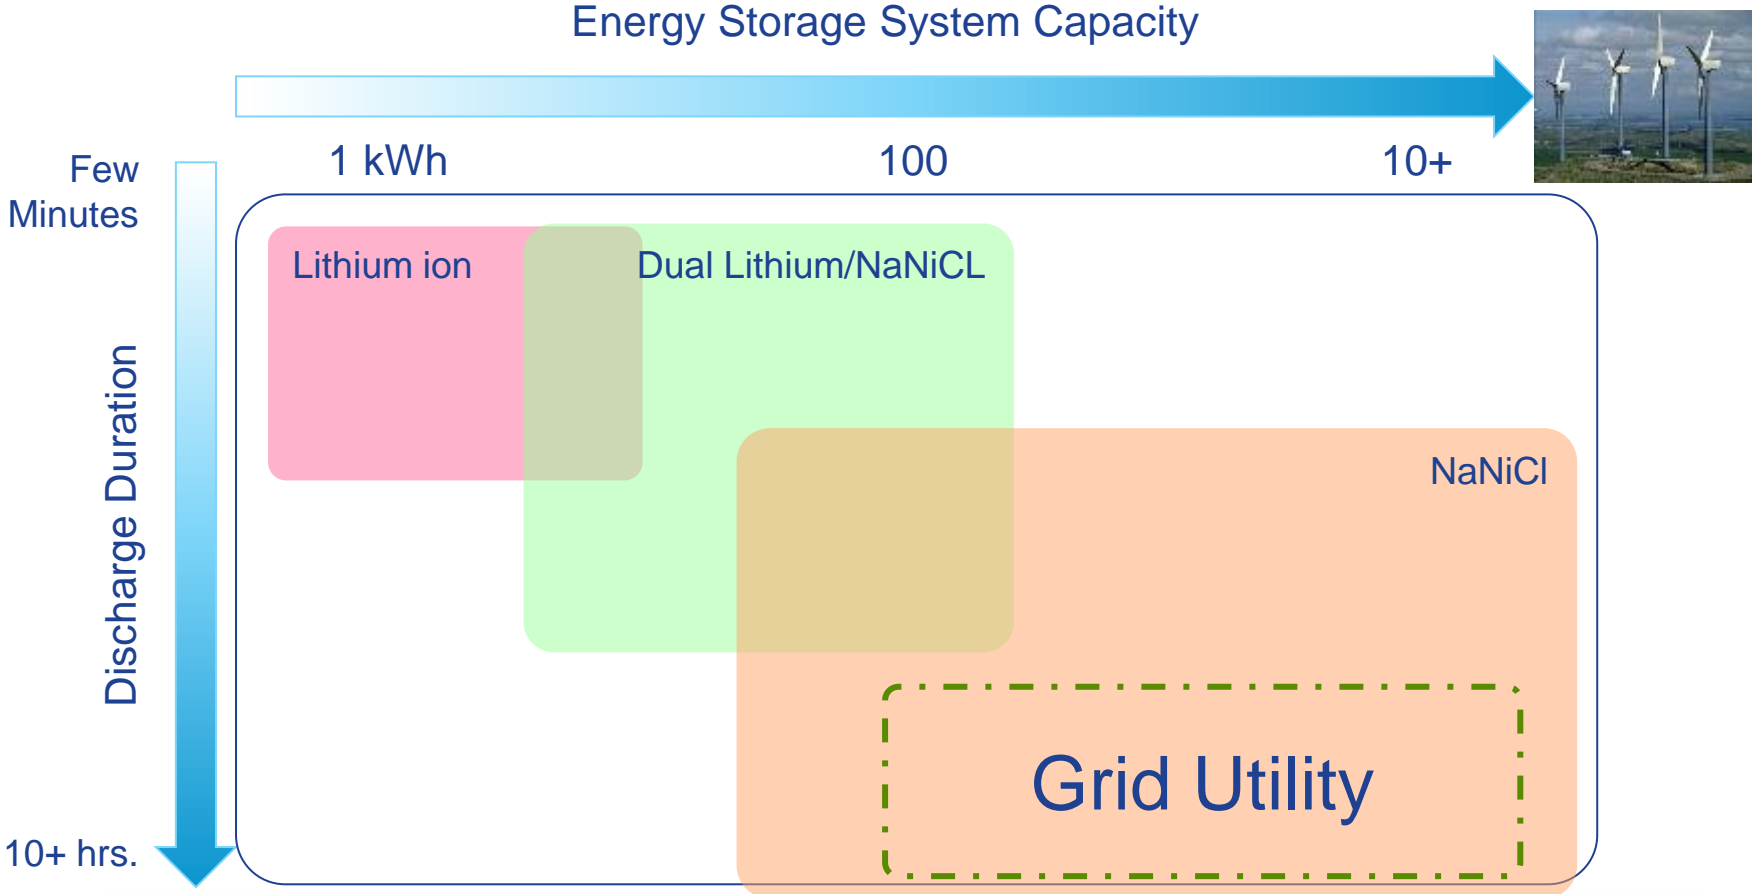 Energy Storage System Capacity
1 kWh
100
10+
Few
Minutes
Lithium ion
Dual Lithium/NaNiCL
Discharge Duration
NaNiCl
Grid Utility
10+ hrs.